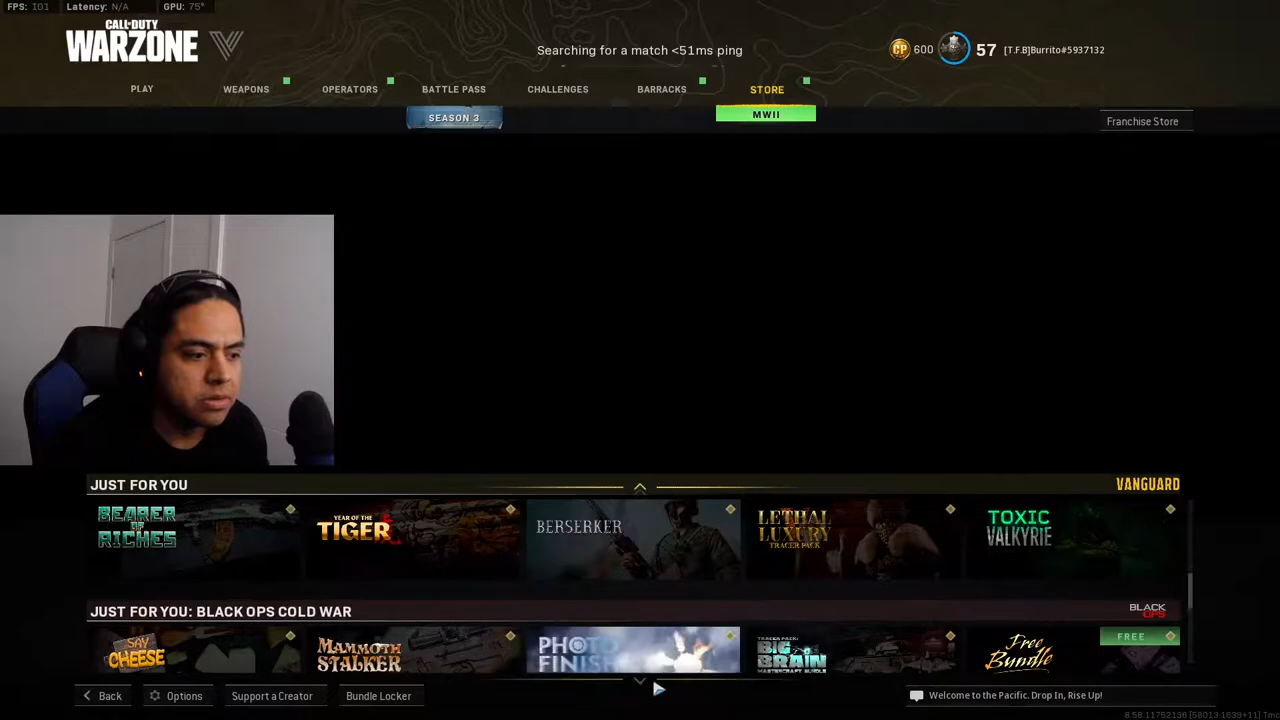 FPS: 101 Latency: N/A GPU: 75°
CALL·DUTY
WARZONE
Searching for a match <51ms ping
CP 600
57
[T.F.B]Burrito#5937132
PLAY
WEAPONS
OPERATORS
BATTLE PASS
CHALLENGES
BARRACKS
STORE
SEASON 3
MWII
Franchise Store
JUST FOR YOU
VANGUARD
BEARER OF RICHES
YEAR OF THE TIGER
BERSERKER
LETHAL LUXURY TRACER PACK
TOXIC VALKYRIE
JUST FOR YOU: BLACK OPS COLD WAR
BLACK OPS
SAY CHEESE
MAMMOTH STALKER
PHOTO FINISH
TRACER PACK: BIG BRAIN MASTERCRAFT BUNDLE
Free Bundle
FREE
Back
Options
Support a Creator
Bundle Locker
Welcome to the Pacific. Drop In, Rise Up!